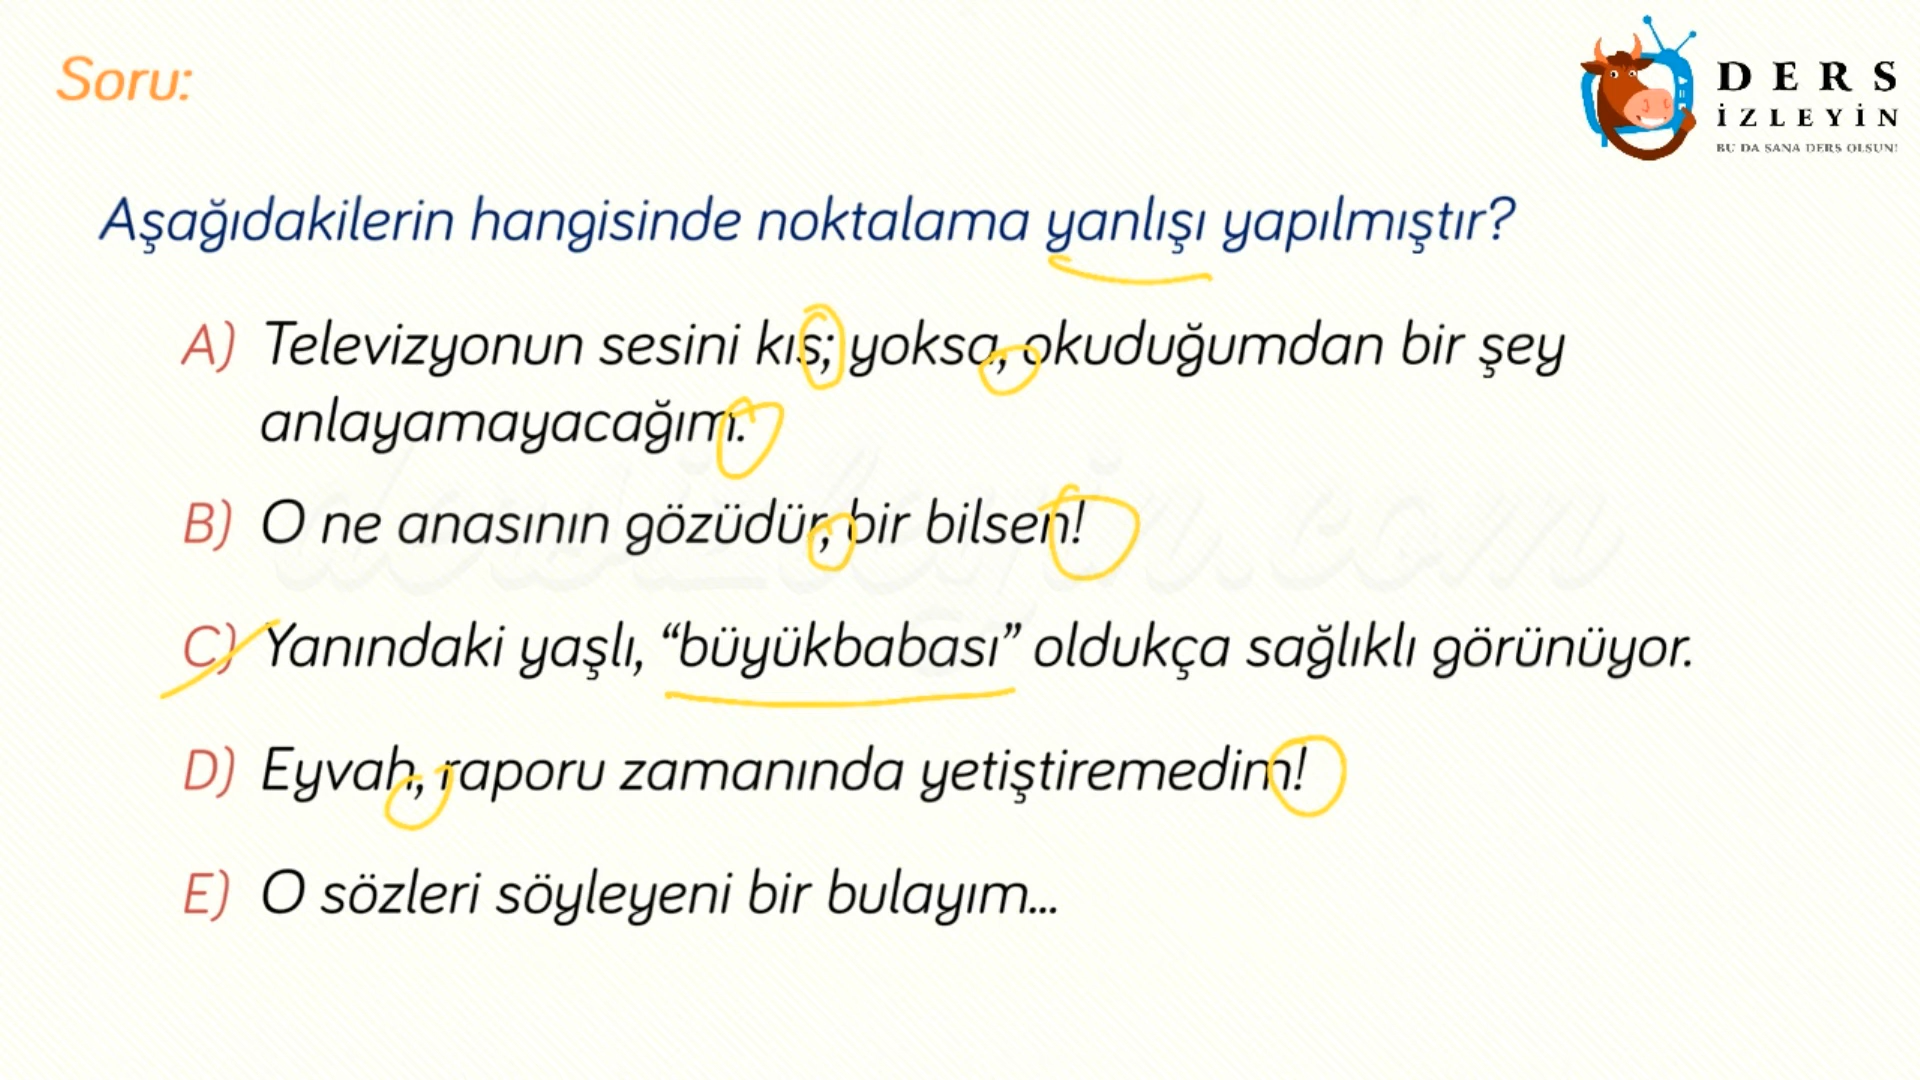 Soru:
DERS
İZLEYİN
BU DA SANA DERS OLSUN!
Aşağıdakilerin hangisinde noktalama yanlışı yapılmıştır?
A) Televizyonun sesini kıs; yoksa, okuduğumdan bir şey
anlayamayacağım.
B) O ne anasının gözüdür, bir bilsen!
C) Yanındaki yaşlı, “büyükbabası” oldukça sağlıklı görünüyor.
D) Eyvah, raporu zamanında yetiştiremedim!
E) O sözleri söyleyeni bir bulayım...
dersizleyin.com